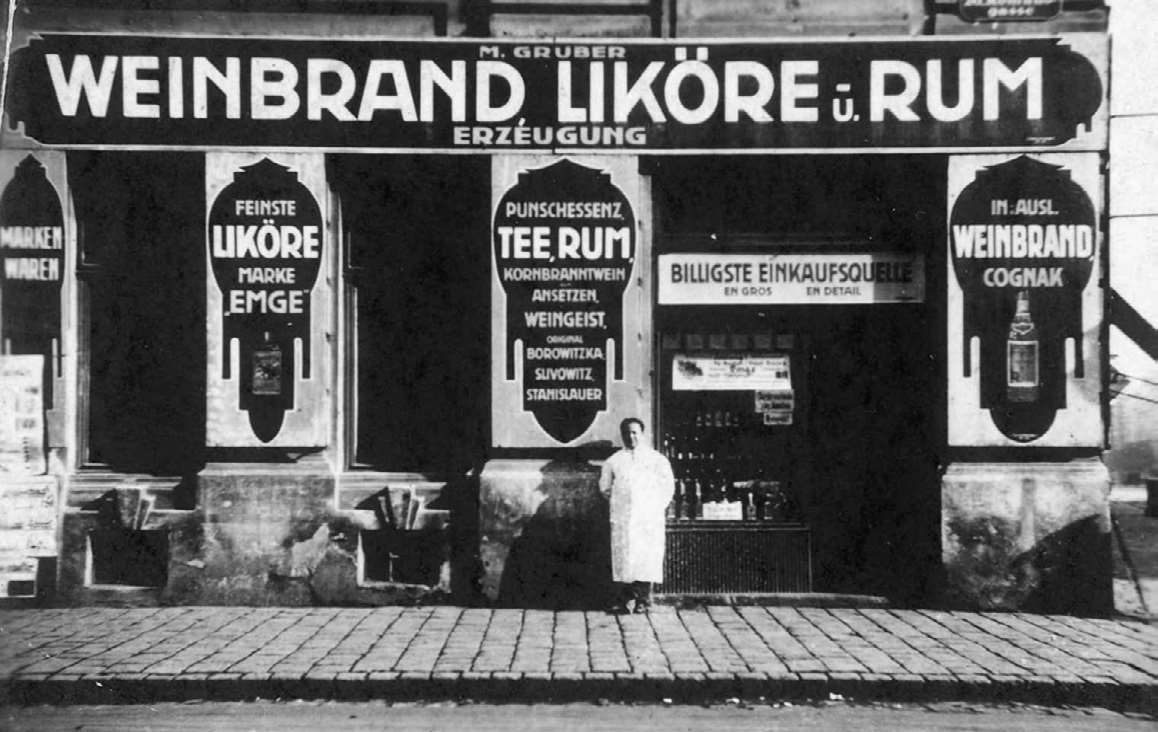 GASSE
M. GRUBER
WEINBRAND, LIKÖRE u. RUM
ERZEUGUNG
MARKEN
WAREN
FEINSTE
LIKÖRE
MARKE
„EMGE"
PUNSCHESSENZ,
TEE, RUM,
KORNBRANNTWEIN
ANSETZEN,
WEINGEIST,
ORIGINAL
BOROWITZKA,
SLIVOWITZ,
STANISLAUER
BILLIGSTE EINKAUFSQUELLE
EN GROS EN DETAIL
IN. AUSL.
WEINBRAND,
COGNAK